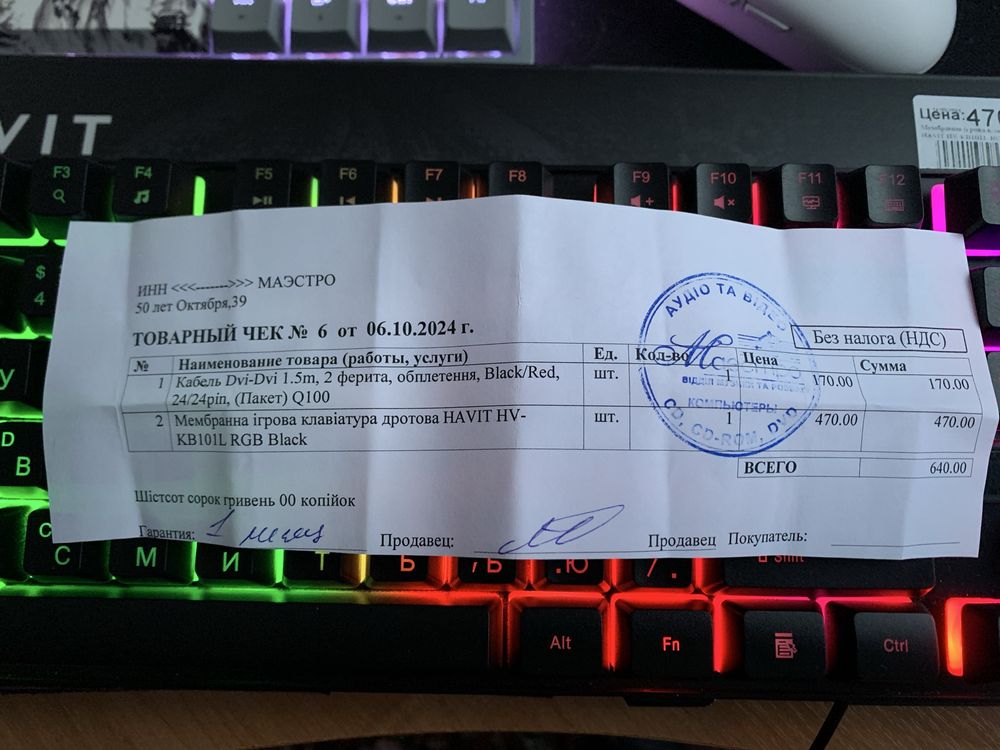 VIT
Цена: 470
F3 F4 F5 F6 F7 F8 F9 F10 F11 F12
$
4
ИНН <<<------->>> МАЭСТРО
50 лет Октября,39
ТОВАРНЫЙ ЧЕК № 6 от 06.10.2024 г.
Без налога (НДС)
№ Наименование товара (работы, услуги) Ед. Кол-во Цена Сумма
1 Кабель Dvi-Dvi 1.5m, 2 ферита, обплетення, Black/Red, шт. 1 170.00 170.00
24/24pin, (Пакет) Q100
2 Мембранна ігрова клавіатура дротова HAVIT HV- шт. 1 470.00 470.00
KB101L RGB Black
ВСЕГО 640.00
АУДІО ТА ВІДЕО
КОМПЬЮТЕРЫ
CD, CD-ROM, DVD
Шістсот сорок гривень 00 копійок
Гарантия: 1 месяц Продавец: Продавец Покупатель:
У
D
В
C
С М И Т Ь Ю .
Shift
Alt Fn Ctrl